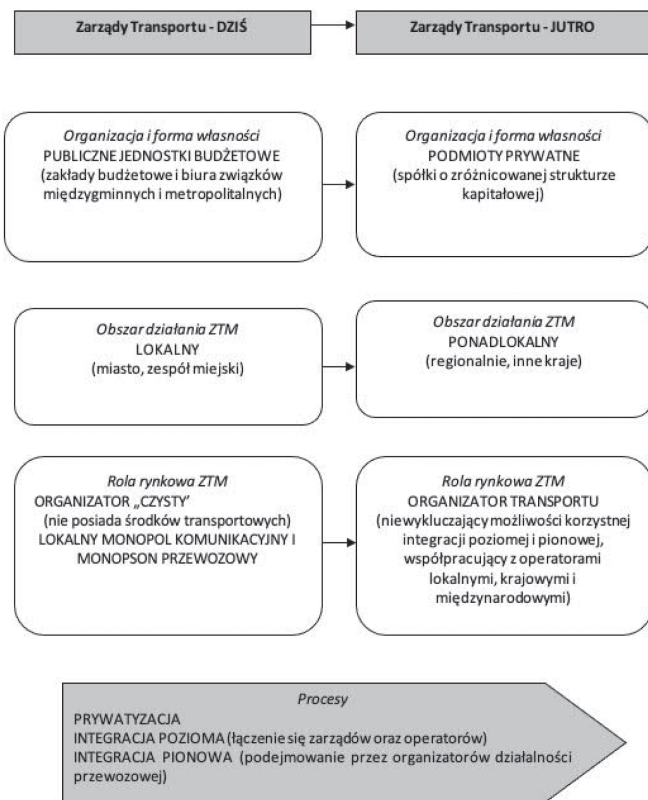 Zarządy Transportu - DZIŚ
Zarządy Transportu - JUTRO
Organizacja i forma własności
PUBLICZNE JEDNOSTKI BUDŻETOWE
(zakłady budżetowe i biura związków
międzygminnych i metropolitalnych)
Organizacja i forma własności
PODMIOTY PRYWATNE
(spółki o zróżnicowanej strukturze
kapitałowej)
Obszar działania ZTM
LOKALNY
(miasto, zespół miejski)
Obszar działania ZTM
PONADLOKALNY
(regionalnie, inne kraje)
Rola rynkowa ZTM
ORGANIZATOR „CZYSTY’
(nie posiada środków transportowych)
LOKALNY MONOPOL KOMUNIKACYJNY I
MONOPSON PRZEWOZOWY
Rola rynkowa ZTM
ORGANIZATOR TRANSPORTU
(niewykluczający możliwości korzystnej
integracji poziomej i pionowej,
współpracujący z operatorami
lokalnymi, krajowymi i
międzynarodowymi)
Procesy
PRYWATYZACJA
INTEGRACJA POZIOMA (łączenie się zarządów oraz operatorów)
INTEGRACJA PIONOWA (podejmowanie przez organizatorów działalności
przewozowej)